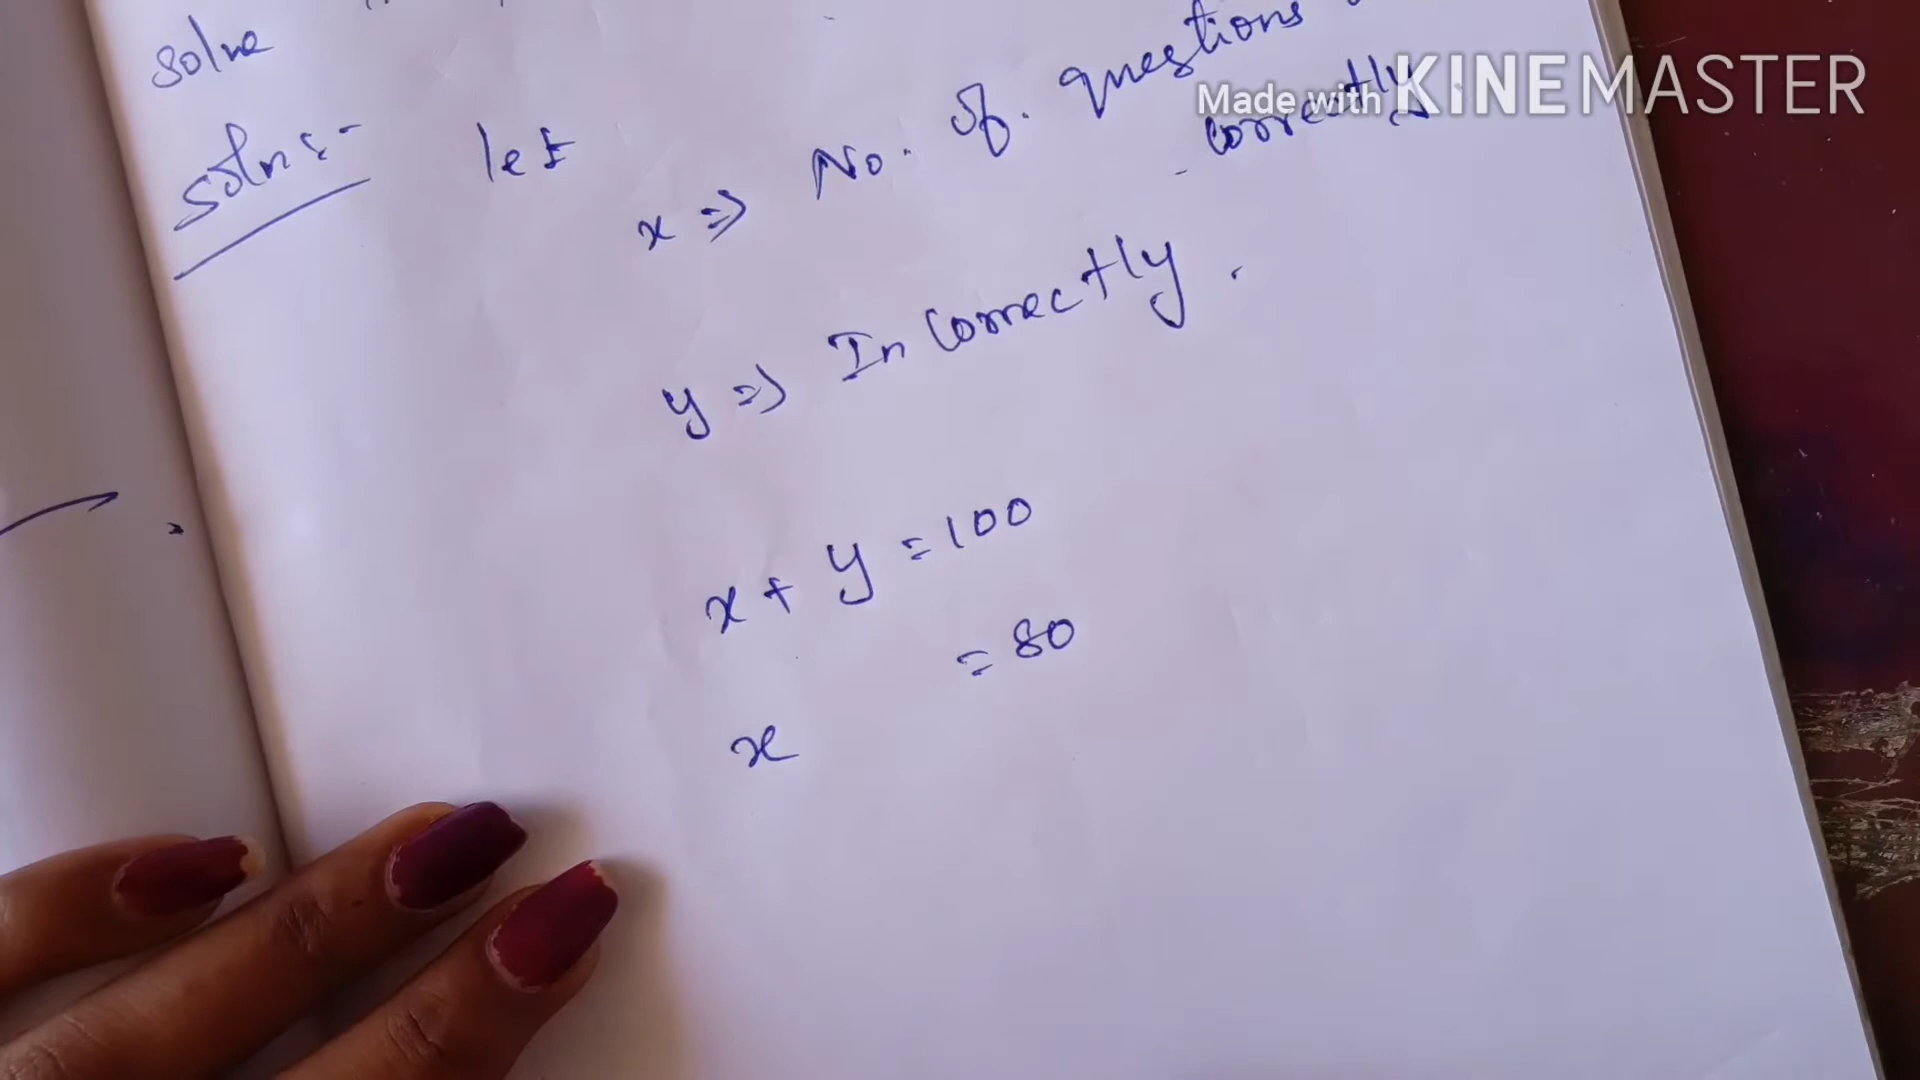 solve
Soln:- let
x => No. of. questions
correctly
y => In correctly.
x + y = 100
= 80
x
Made with KINEMASTER